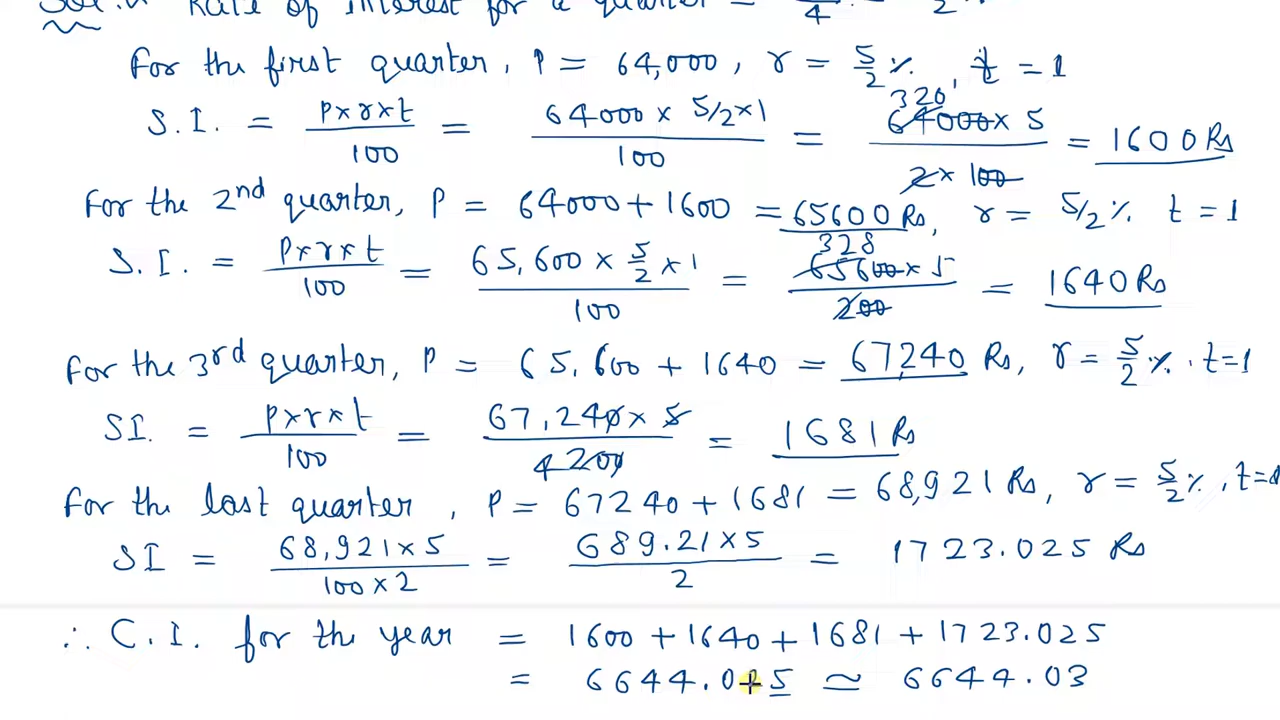 Sol.n Rate of interest for a quarter = /4 . = /2 %
For the first quarter, P = 64,000, r = 5/2 %, t = 1
S.I. = P×r×t/100 = 64000 × 5/2×1/100 = 320 64000× 5/2× 100 = 1600 Rs
For the 2nd quarter, P = 64000 + 1600 = 65600 Rs, r = 5/2 % t = 1
S.I. = P×r×t/100 = 65,600 × 5/2 × 1/100 = 328 65600× 5/200 = 1640 Rs
For the 3rd quarter, P = 65,600 + 1640 = 67240 Rs, r = 5/2 %. t=1
SI. = P×r×t/100 = 67,240× 5/4 200 = 1681 Rs
For the last quarter, P = 67240 + 1681 = 68,921 Rs, r = 5/2 %, t=
SI = 68,921×5/100×2 = 689.21×5/2 = 1723.025 Rs
∴ C.I. for the year = 1600 + 1640 + 1681 + 1723.025
= 6644.025 ≃ 6644.03